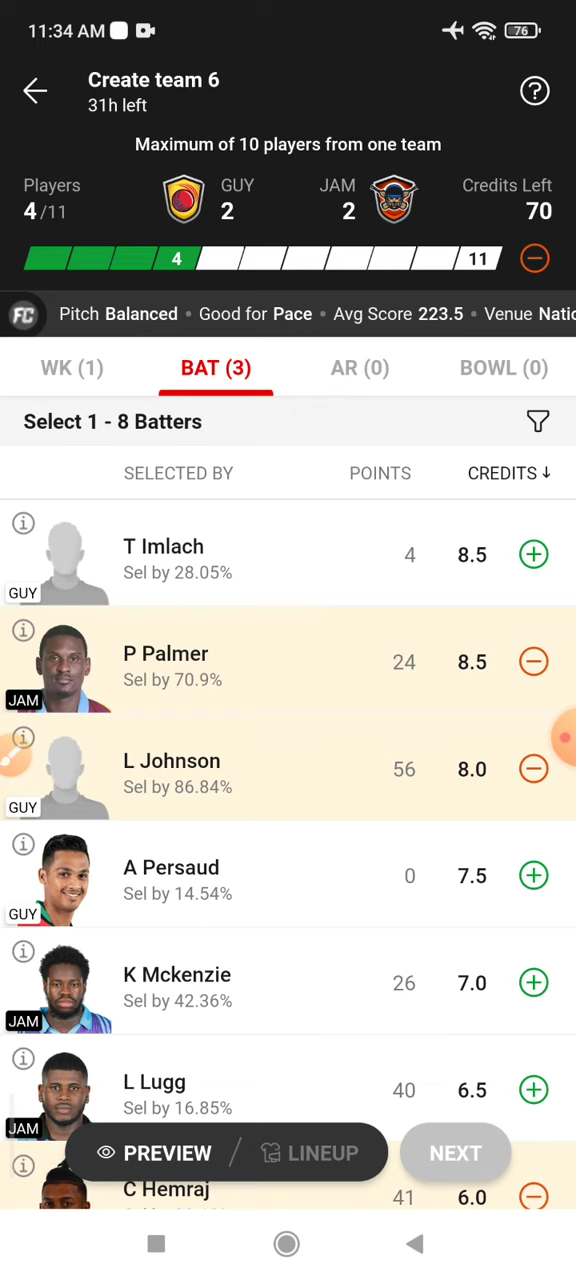 11:34 AM
76
Create team 6
31h left
Maximum of 10 players from one team
Players GUY JAM Credits Left
4/11 2 2 70
4 11
FC Pitch Balanced • Good for Pace • Avg Score 223.5 • Venue Natio
WK (1) BAT (3) AR (0) BOWL (0)
Select 1 - 8 Batters
SELECTED BY POINTS CREDITS ↓
T Imlach 4 8.5
Sel by 28.05%
GUY
P Palmer 24 8.5
Sel by 70.9%
JAM
L Johnson 56 8.0
Sel by 86.84%
GUY
A Persaud 0 7.5
Sel by 14.54%
GUY
K Mckenzie 26 7.0
Sel by 42.36%
JAM
L Lugg 40 6.5
Sel by 16.85%
JAM
PREVIEW / LINEUP NEXT
C Hemraj 41 6.0